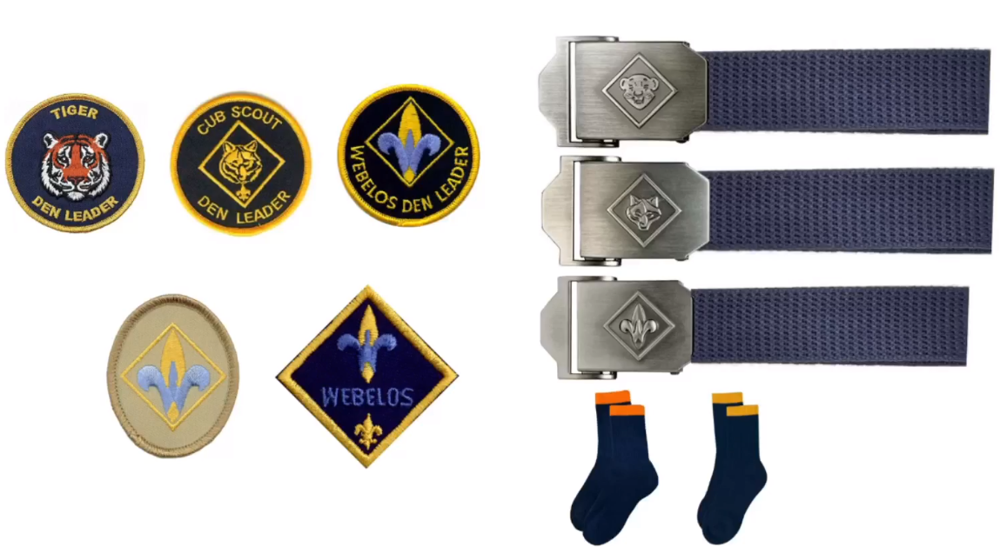 TIGER
DEN LEADER
CUB SCOUT
DEN LEADER
WEBELOS DEN LEADER
WEBELOS